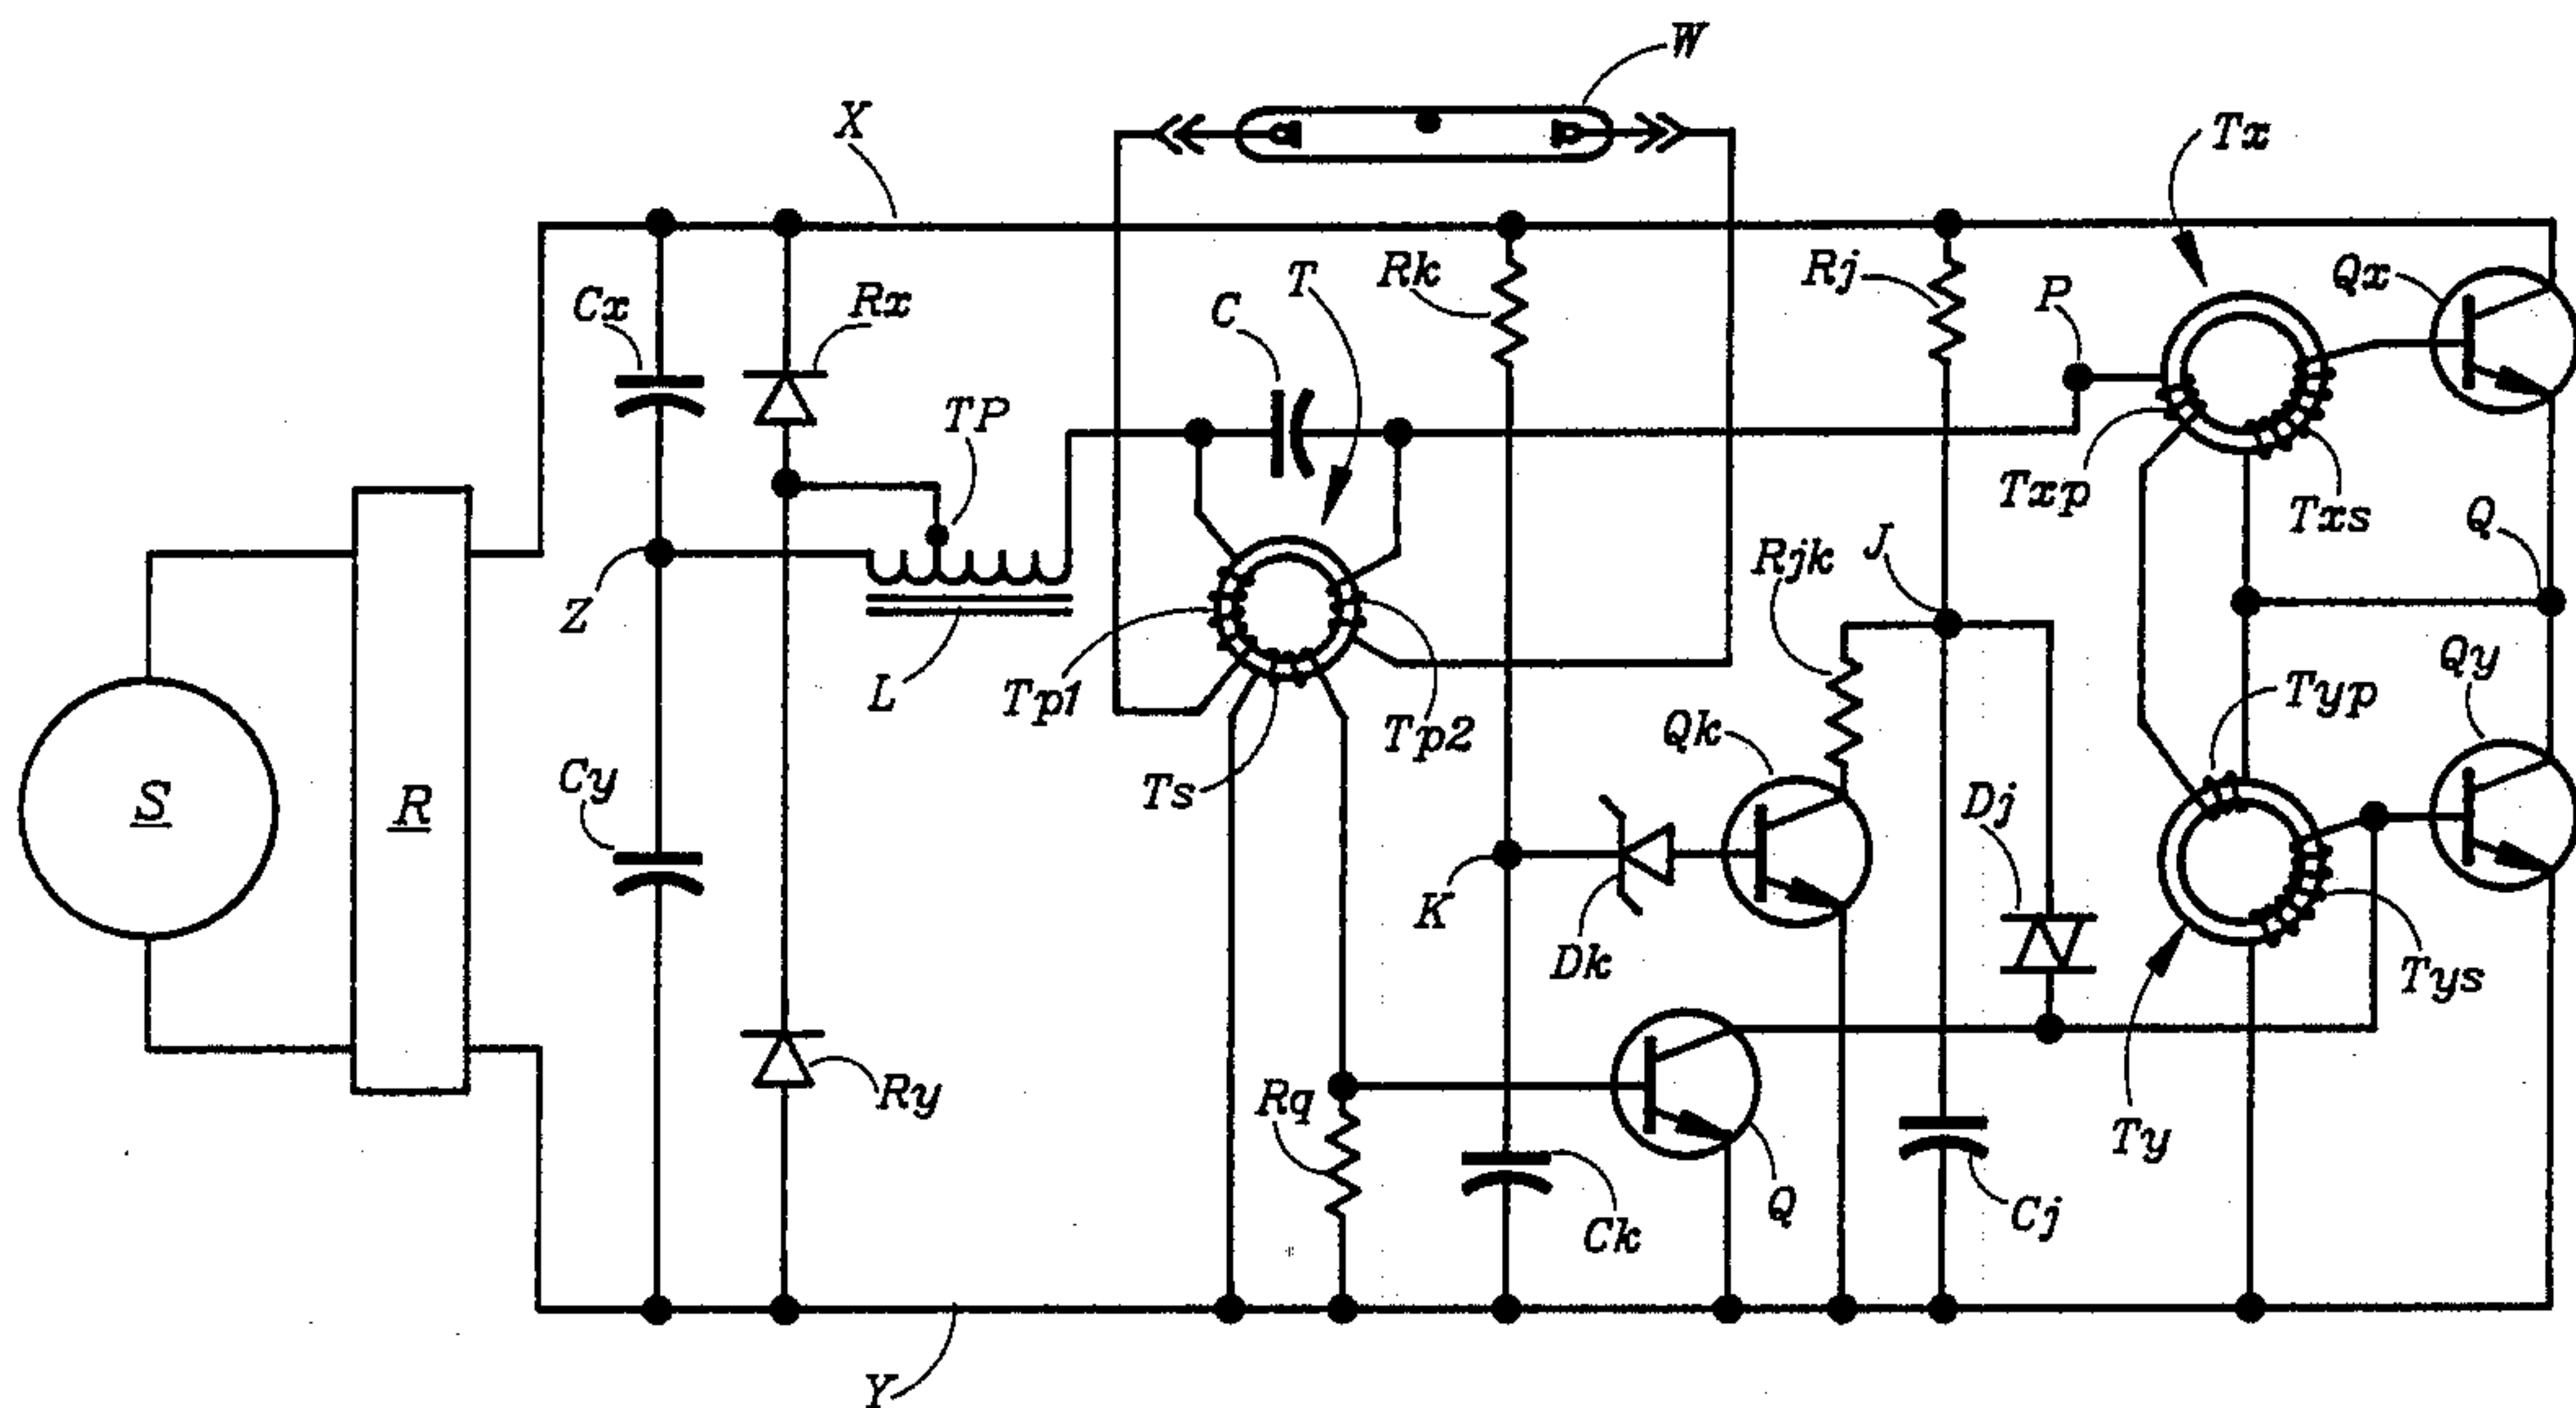 W
X
Tx
Cx
Rx
T
Rk
Rj
P
Qx
C
TP
Txp
Txs
Q
J
Rjk
Z
L
Tp1
Tp2
Typ
Qy
S
R
Cy
Ts
Qk
Dj
K
Dk
Tys
Ry
Rq
Ty
Ck
Q
Cj
Y